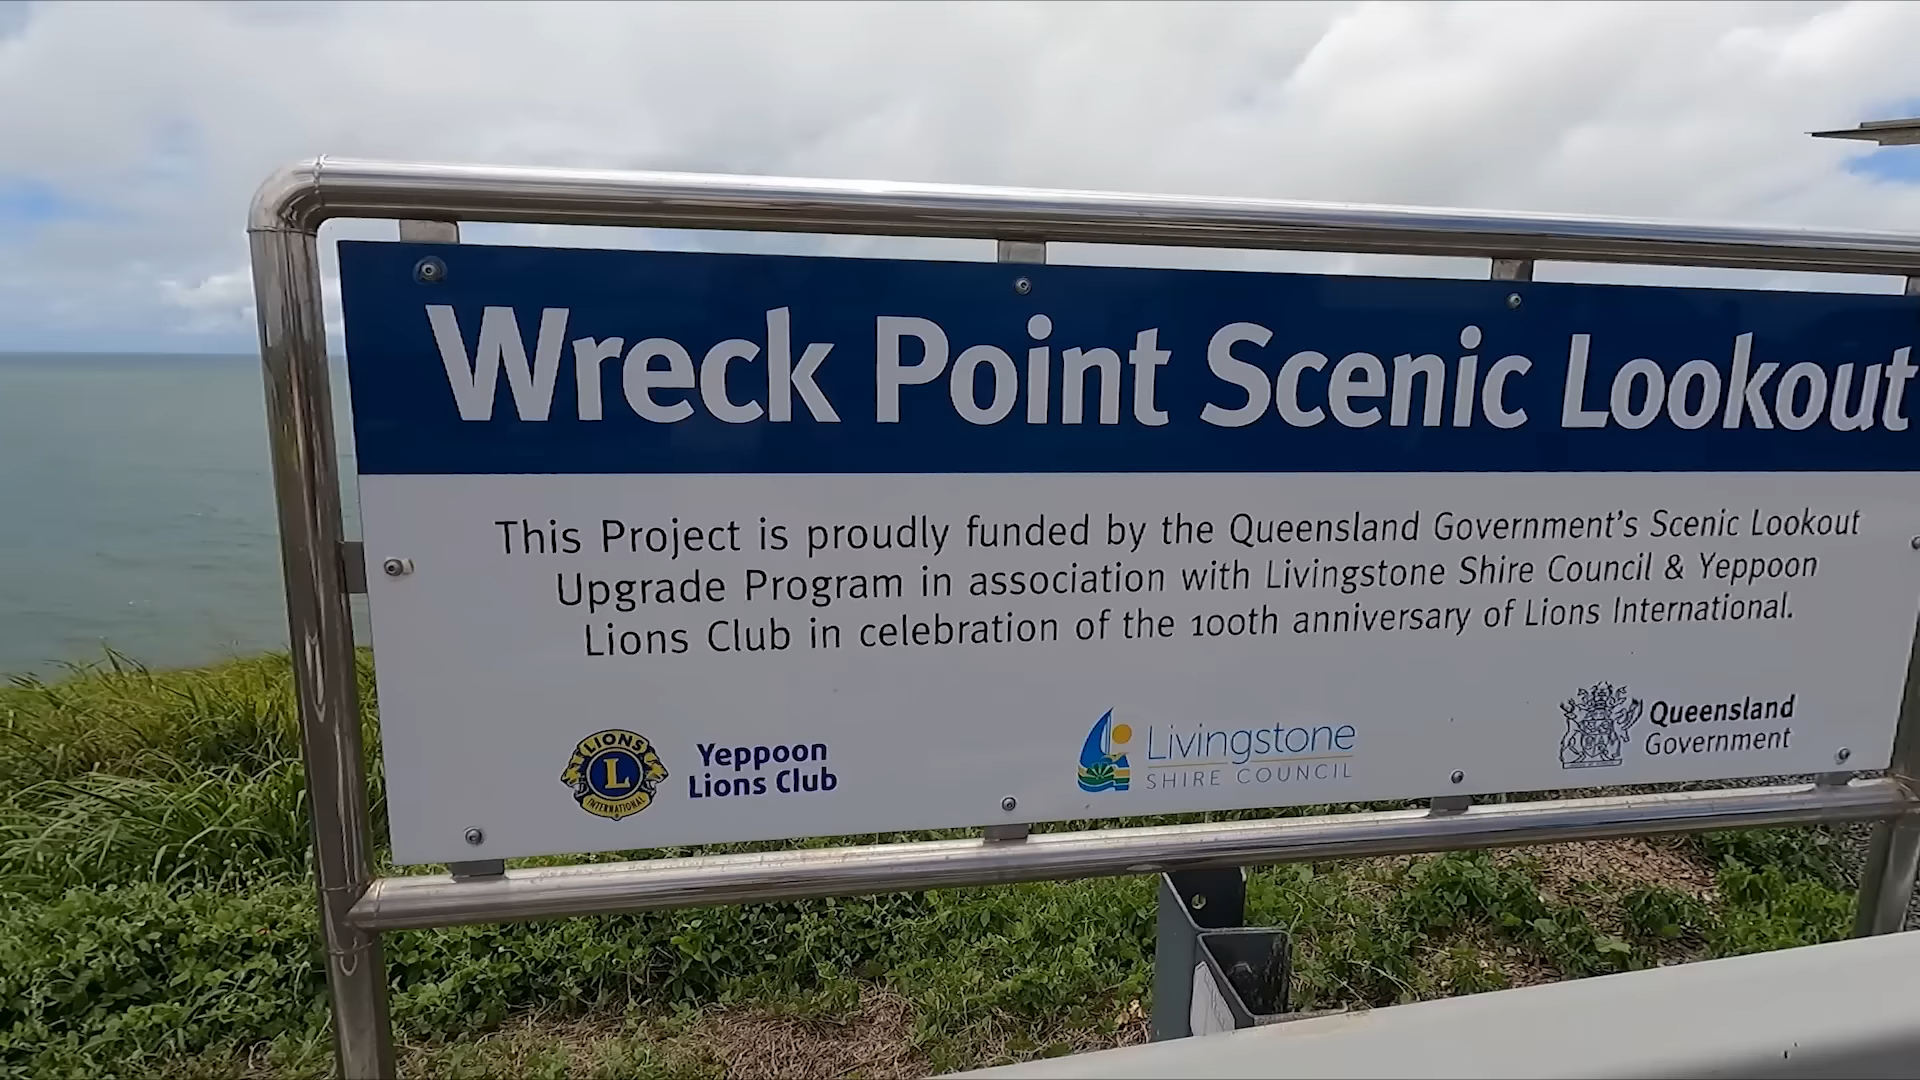 Wreck Point Scenic Lookout
This Project is proudly funded by the Queensland Government's Scenic Lookout
Upgrade Program in association with Livingstone Shire Council & Yeppoon
Lions Club in celebration of the 100th anniversary of Lions International.
LIONS
L
INTERNATIONAL
Yeppoon
Lions Club
Livingstone
SHIRE COUNCIL
Queensland
Government